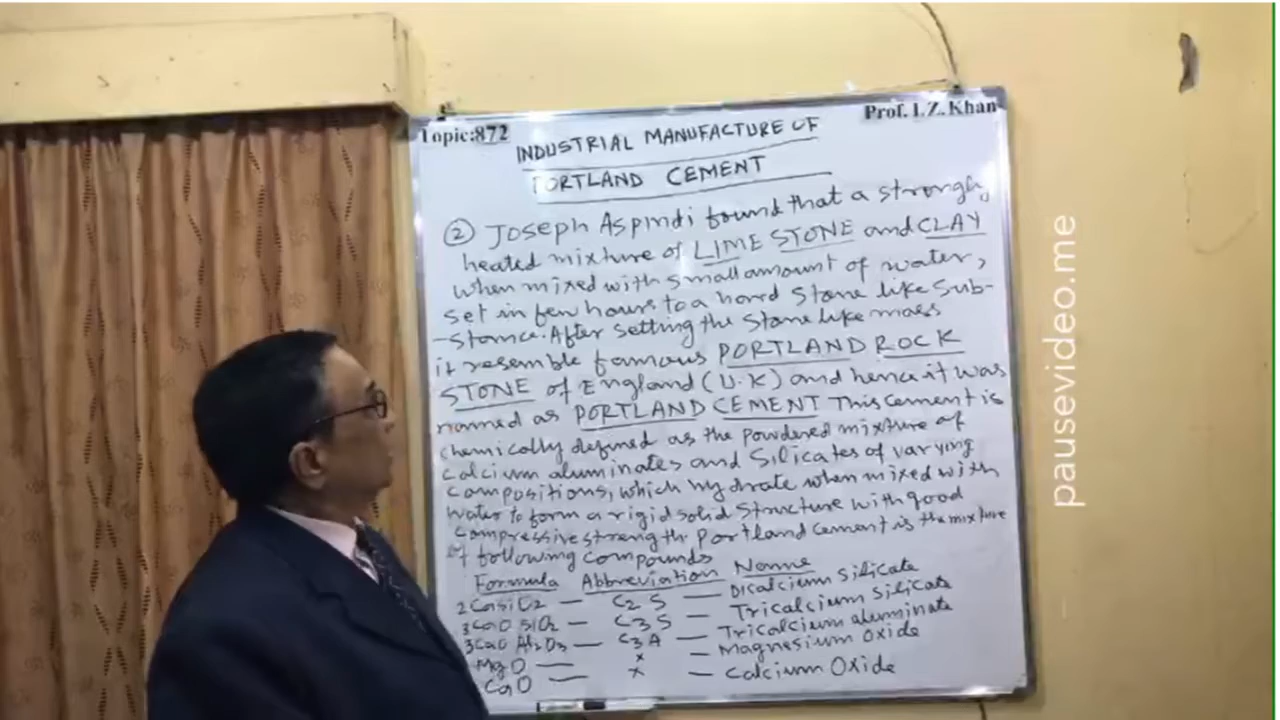 Topic:872
Prof. I.Z. Khan
INDUSTRIAL MANUFACTURE OF
PORTLAND CEMENT
② Joseph Aspindi found that a strongly
heated mixture of LIME STONE and CLAY
when mixed with small amount of water,
set in few hours to a hard stone like sub-
-stance. After setting the stone like mass
it resemble famous PORTLAND ROCK
STONE of England (U.K) and hence it was
named as PORTLAND CEMENT This cement is
chemically defined as the powdered mixture of
calcium aluminates and silicates of varying
compositions, which hydrate when mixed with
water to form a rigid solid structure with good
compressive strength. Portland cement is the mixture
of following compounds
Formula Abbreviation Name
2CaSiO2 — C2S — Dicalcium silicate
3CaO SiO2 — C3S — Tricalcium silicate
3CaO Al2O3 — C3A — Tricalcium aluminate
MgO — x — Magnesium Oxide
CaO — x — Calcium Oxide
pausevideo.me